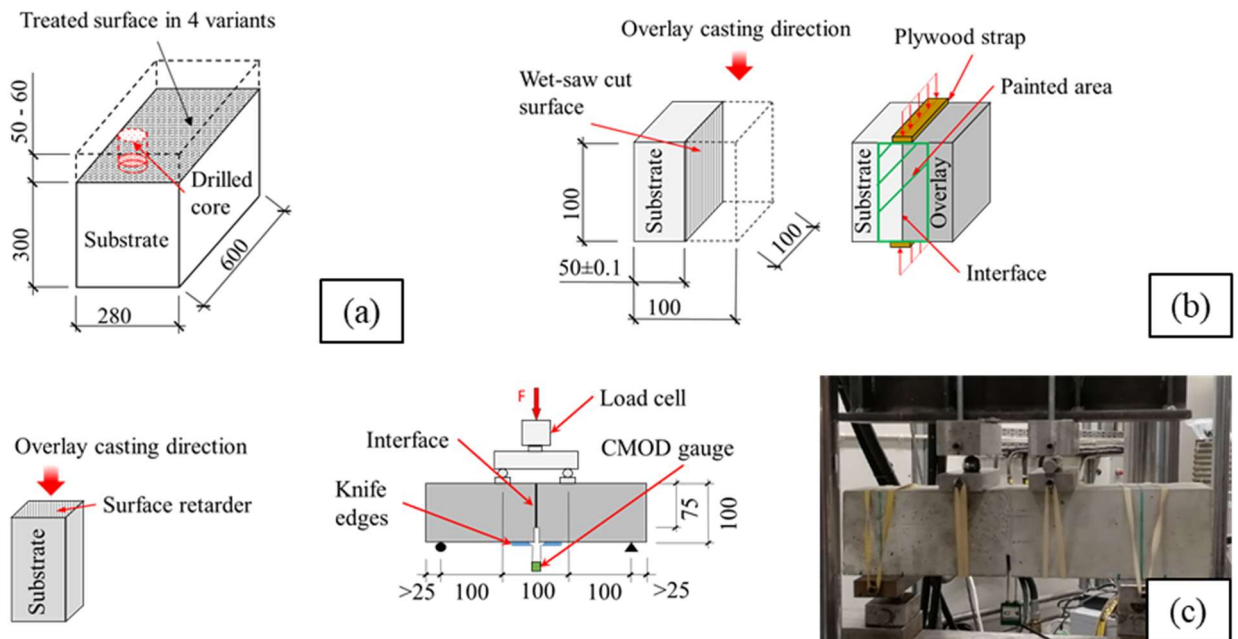 Treated surface in 4 variants
50 - 60
300
Drilled
core
Substrate
600
280
(a)
Overlay casting direction
Wet-saw cut
surface
Plywood strap
Painted area
100
Substrate
100
50±0.1
100
Substrate
Overlay
Interface
(b)
Overlay casting direction
Surface retarder
Substrate
F
Load cell
Interface
CMOD gauge
Knife
edges
75
100
>25 100 100 100 >25
(c)